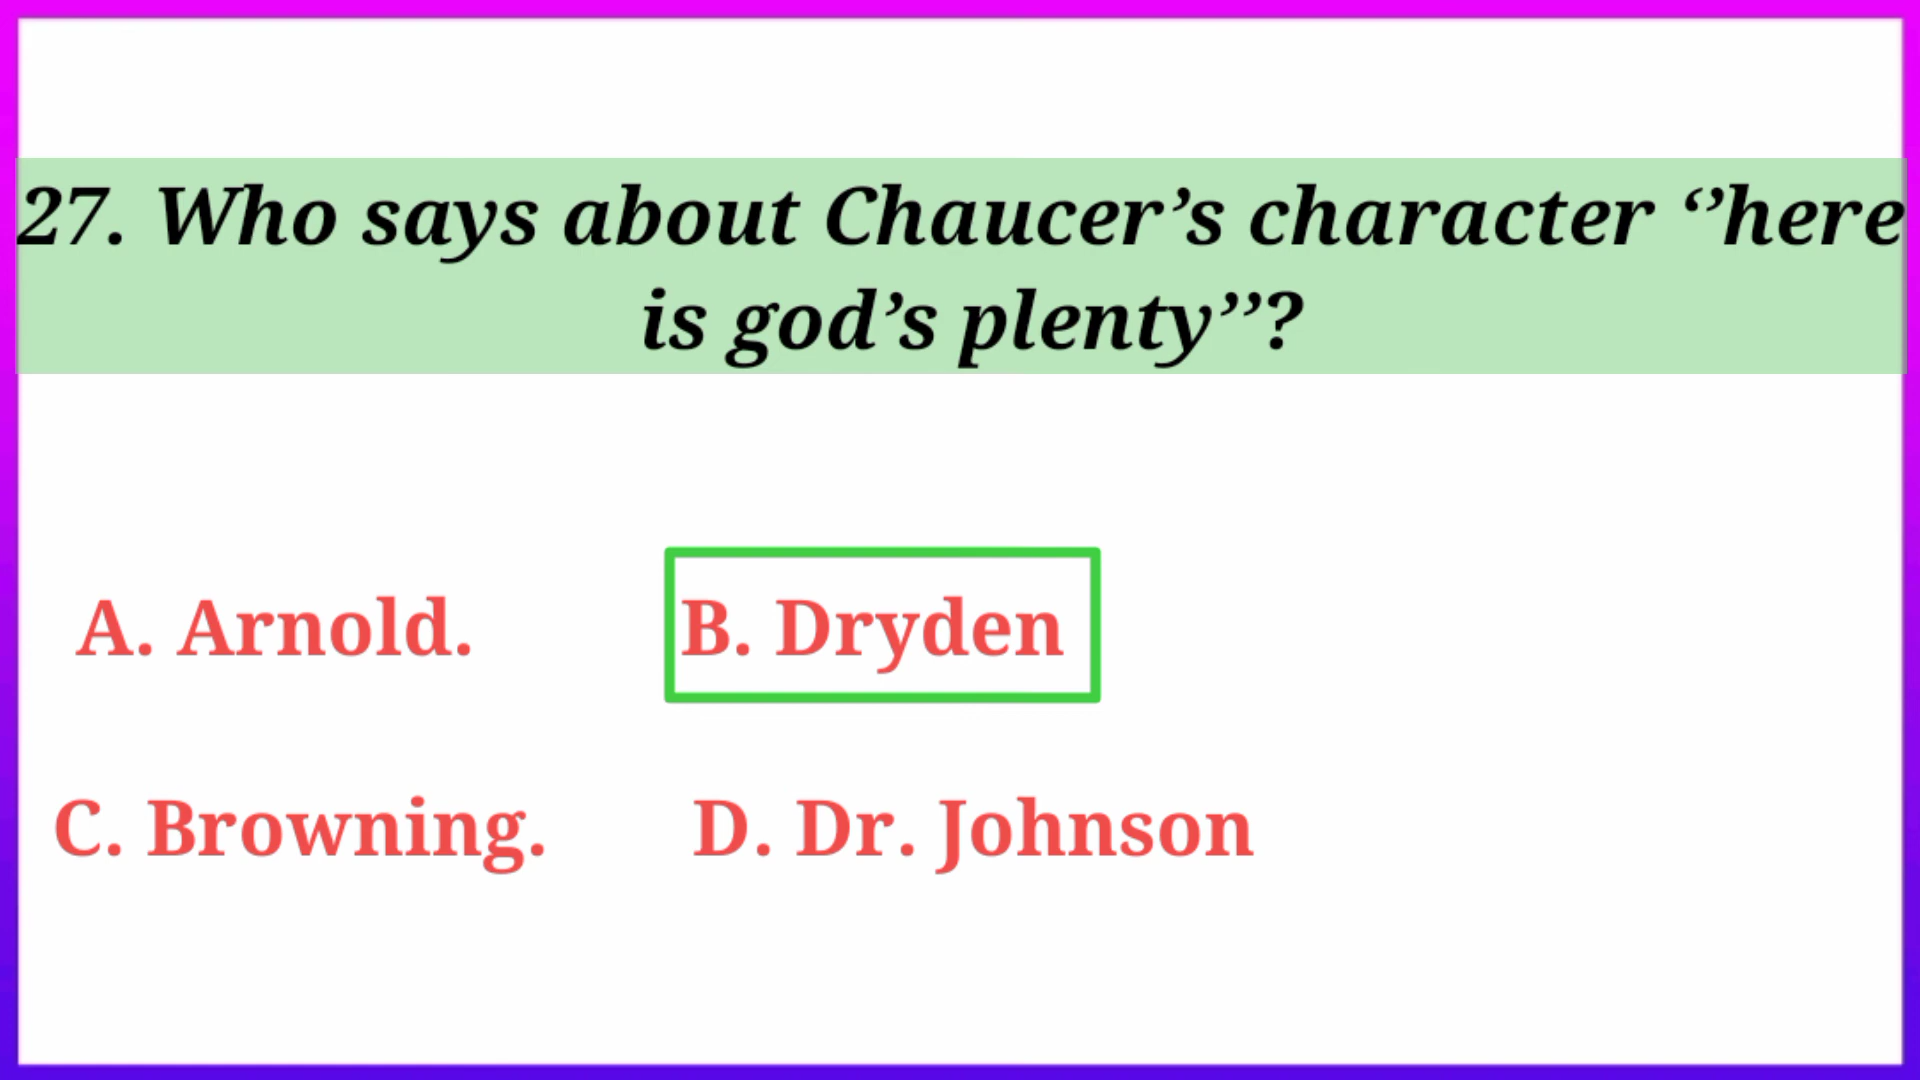 27. Who says about Chaucer’s character ‘’here
is god’s plenty’’?
A. Arnold. B. Dryden
C. Browning. D. Dr. Johnson